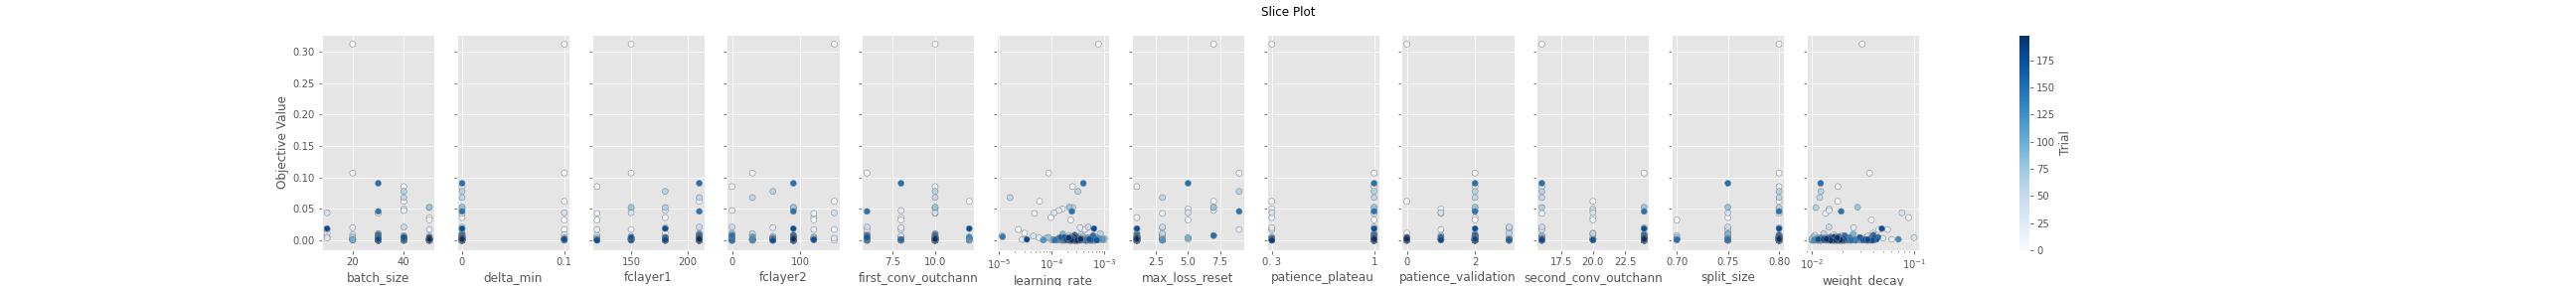 Slice Plot
Objective Value
0.30
0.25
0.20
0.15
0.10
0.05
0.00
20 40
batch_size
0 0.1
delta_min
150 200
fclayer1
0 100
fclayer2
7.5 10.0
first_conv_outchann
10⁻⁵ 10⁻⁴ 10⁻³
learning_rate
2.5 5.0 7.5
max_loss_reset
0.3 1
patience_plateau
0 2
patience_validation
17.5 20.0 22.5
second_conv_outchann
0.70 0.75 0.80
split_size
10⁻² 10⁻¹
weight_decay
175
150
125
100
75
50
25
0
Trial